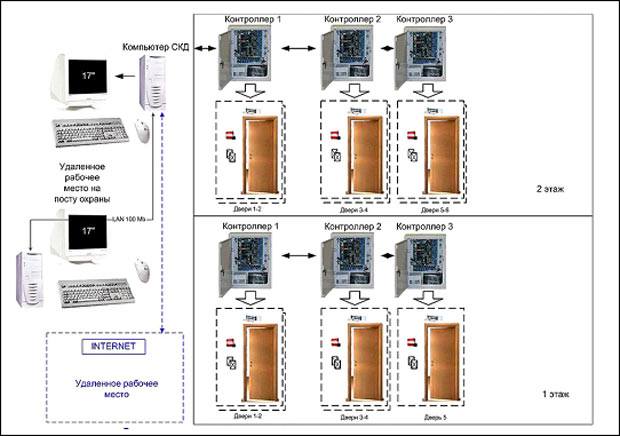 Контроллер 1
Контроллер 2
Контроллер 3
Компьютер СКД
17"
Удаленное
рабочее
место на
посту охраны
Двери 1-2
Двери 3-4
Двери 5-6
2 этаж
LAN 100 Mb
17"
Контроллер 1
Контроллер 2
Контроллер 3
INTERNET
Удаленное рабочее
место
Двери 1-2
Двери 3-4
Дверь 5
1 этаж